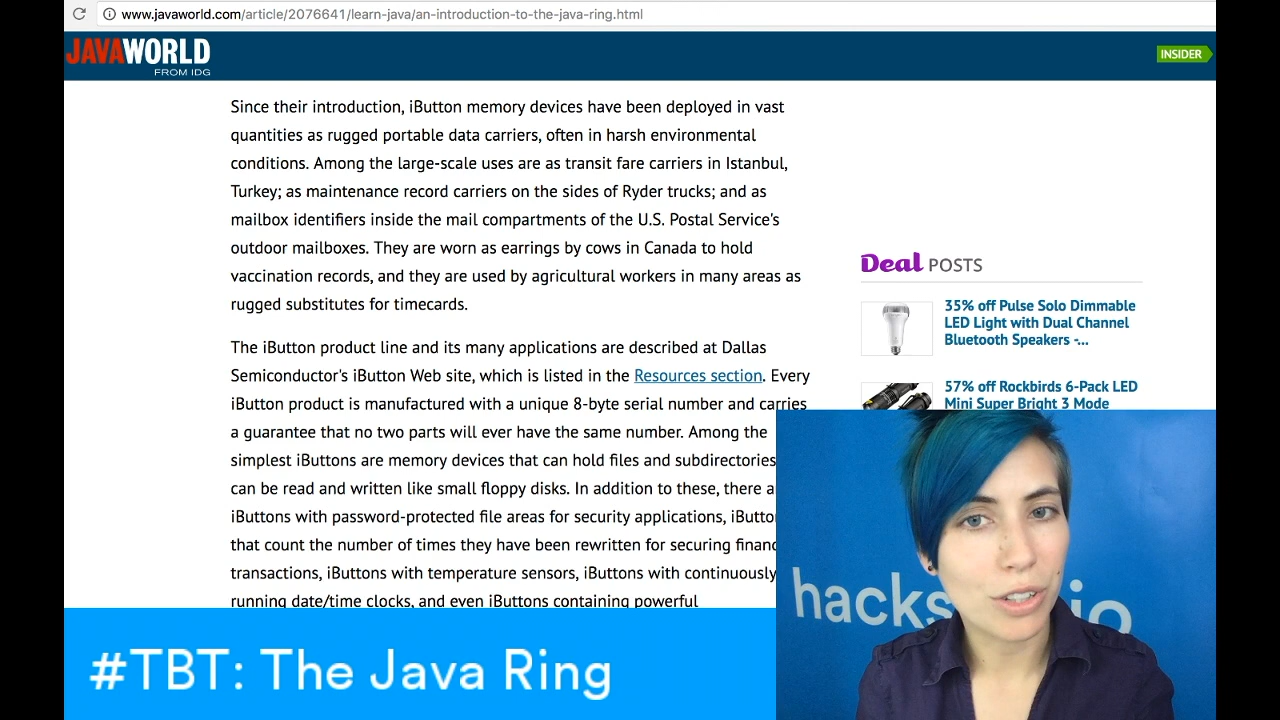 www.javaworld.com/article/2076641/learn-java/an-introduction-to-the-java-ring.html
JAVAWORLD
FROM IDG
INSIDER
Since their introduction, iButton memory devices have been deployed in vast
quantities as rugged portable data carriers, often in harsh environmental
conditions. Among the large-scale uses are as transit fare carriers in Istanbul,
Turkey; as maintenance record carriers on the sides of Ryder trucks; and as
mailbox identifiers inside the mail compartments of the U.S. Postal Service's
outdoor mailboxes. They are worn as earrings by cows in Canada to hold
vaccination records, and they are used by agricultural workers in many areas as
rugged substitutes for timecards.
The iButton product line and its many applications are described at Dallas
Semiconductor's iButton Web site, which is listed in the Resources section. Every
iButton product is manufactured with a unique 8-byte serial number and carries
a guarantee that no two parts will ever have the same number. Among the
simplest iButtons are memory devices that can hold files and subdirectories
can be read and written like small floppy disks. In addition to these, there
iButtons with password-protected file areas for security applications,
that count the number of times they have been rewritten for securing
transactions, iButtons with temperature sensors, iButtons with continuously
running date/time clocks, and even iButtons containing powerful
Deal POSTS
35% off Pulse Solo Dimmable
LED Light with Dual Channel
Bluetooth Speakers -...
57% off Rockbirds 6-Pack LED
Mini Super Bright 3 Mode
hacks
io
#TBT: The Java Ring